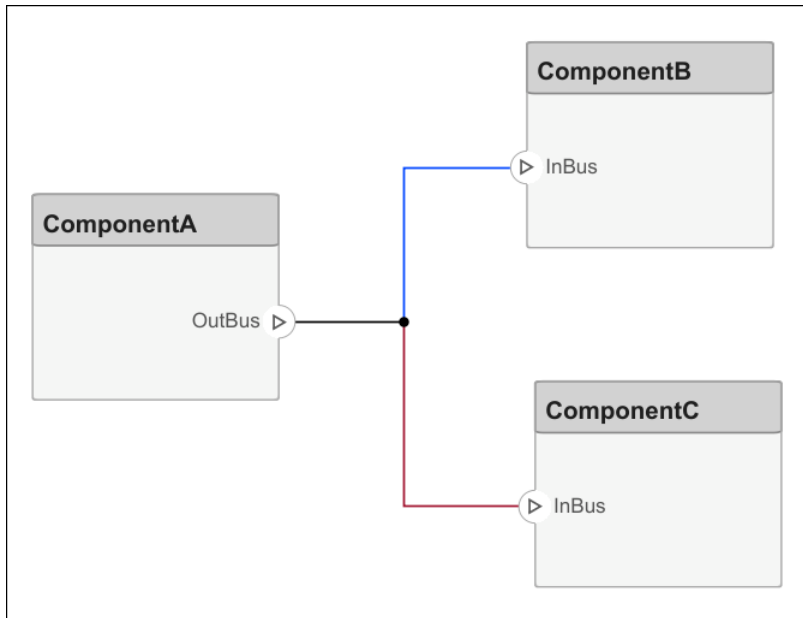 ComponentA
OutBus
ComponentB
InBus
ComponentC
InBus